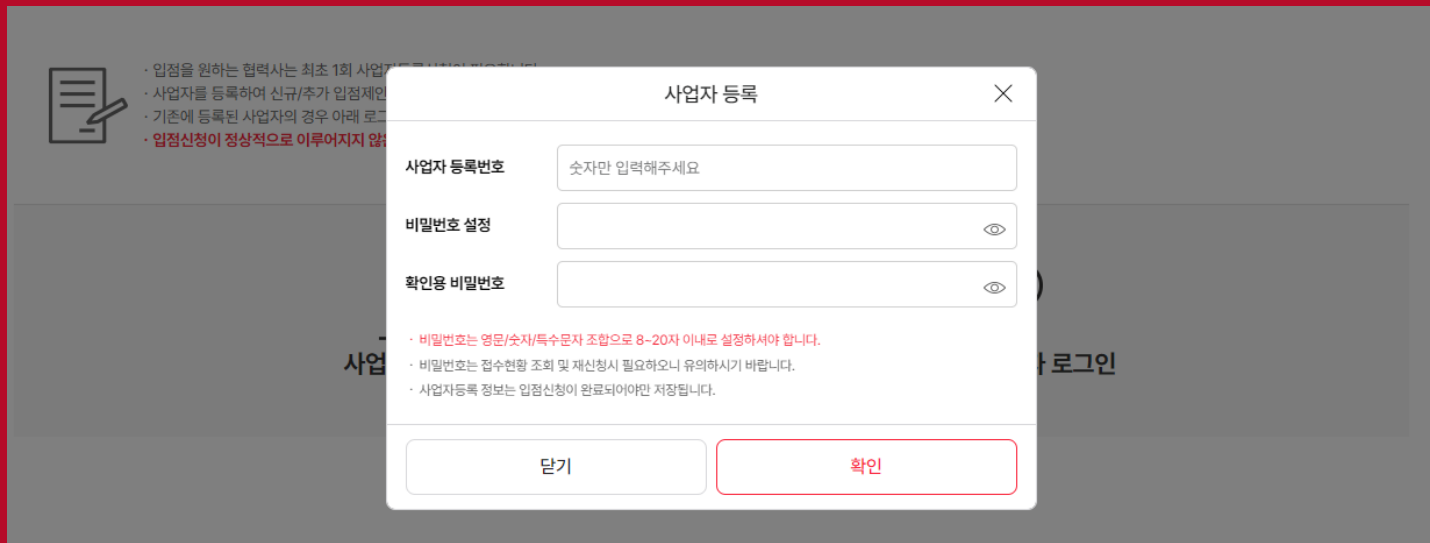 · 입점을 원하는 협력사는 최초 1회 사업자등록신청이 필요합니다
· 사업자를 등록하여 신규/추가 입점제안
· 기존에 등록된 사업자의 경우 아래 로그
· 입점신청이 정상적으로 이루어지지 않을
사업자 등록
사업자 등록번호
숫자만 입력해주세요
비밀번호 설정
확인용 비밀번호
· 비밀번호는 영문/숫자/특수문자 조합으로 8~20자 이내로 설정하셔야 합니다.
· 비밀번호는 접수현황 조회 및 재신청시 필요하오니 유의하시기 바랍니다.
· 사업자등록 정보는 입점신청이 완료되어야만 저장됩니다.
사업
로그인
닫기
확인